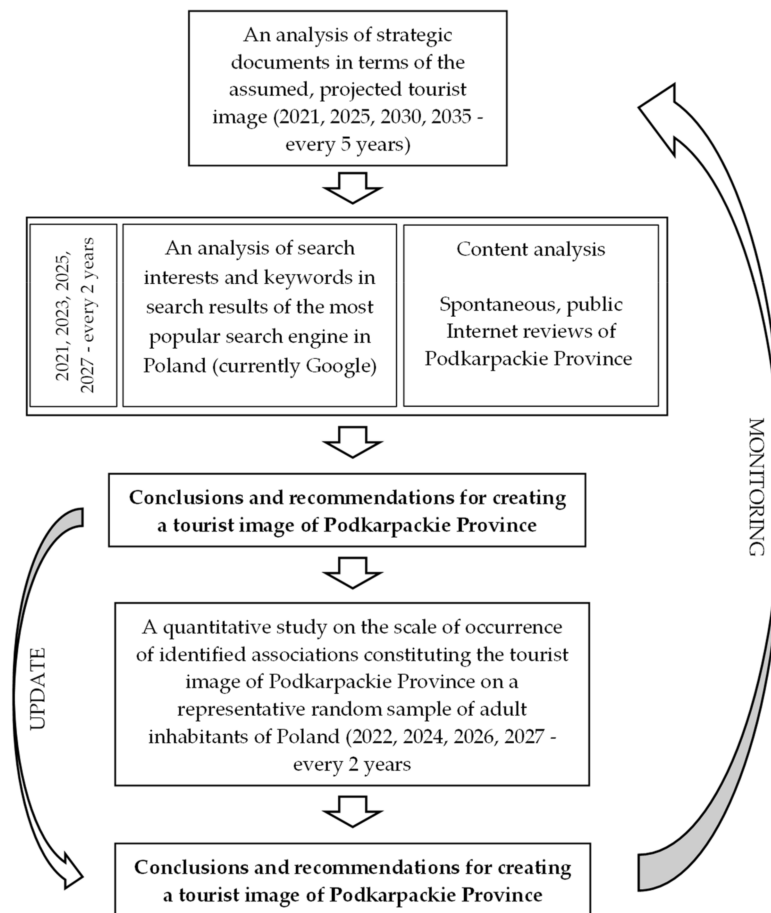 An analysis of strategic
documents in terms of the
assumed, projected tourist
image (2021, 2025, 2030, 2035 -
every 5 years)
2021, 2023, 2025,
2027 - every 2 years
An analysis of search
interests and keywords in
search results of the most
popular search engine in
Poland (currently Google)
Content analysis
Spontaneous, public
Internet reviews of
Podkarpackie Province
Conclusions and recommendations for creating
a tourist image of Podkarpackie Province
A quantitative study on the scale of occurrence
of identified associations constituting the tourist
image of Podkarpackie Province on a
representative random sample of adult
inhabitants of Poland (2022, 2024, 2026, 2027 -
every 2 years
Conclusions and recommendations for creating
a tourist image of Podkarpackie Province
UPDATE
MONITORING